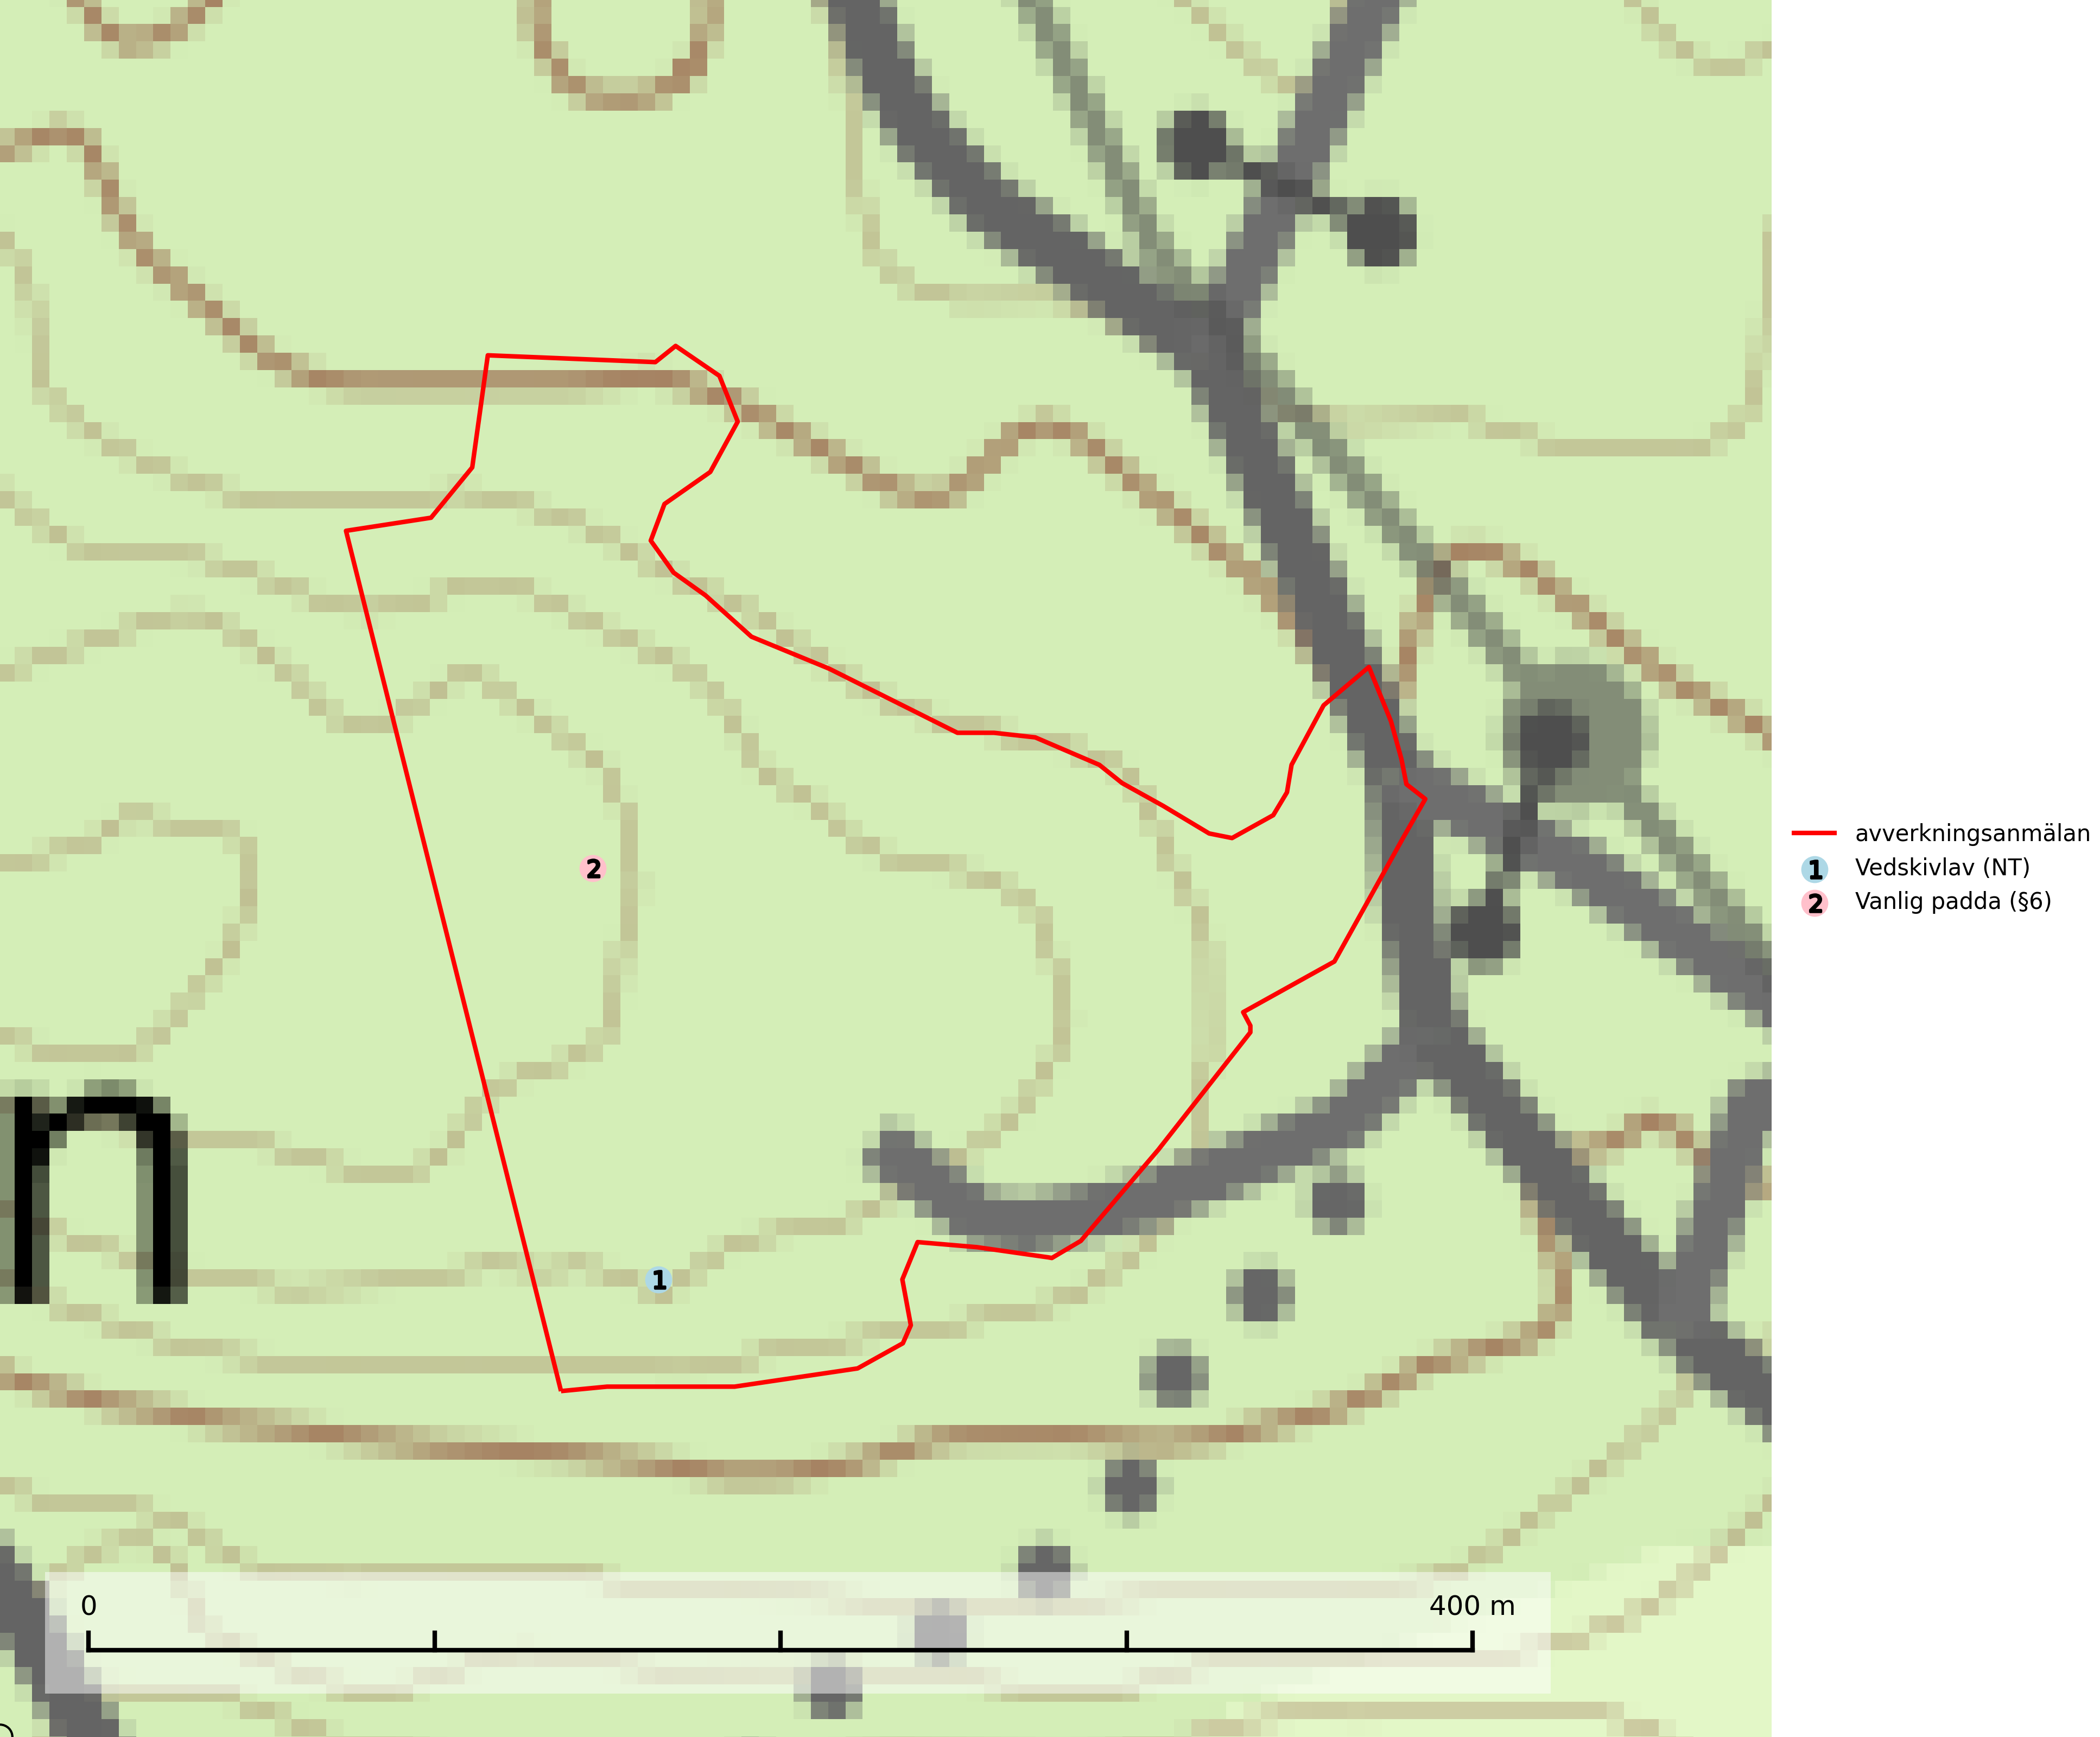 2
1
0
400 m
avverkningsanmälan
1 Vedskivlav (NT)
2 Vanlig padda (§6)